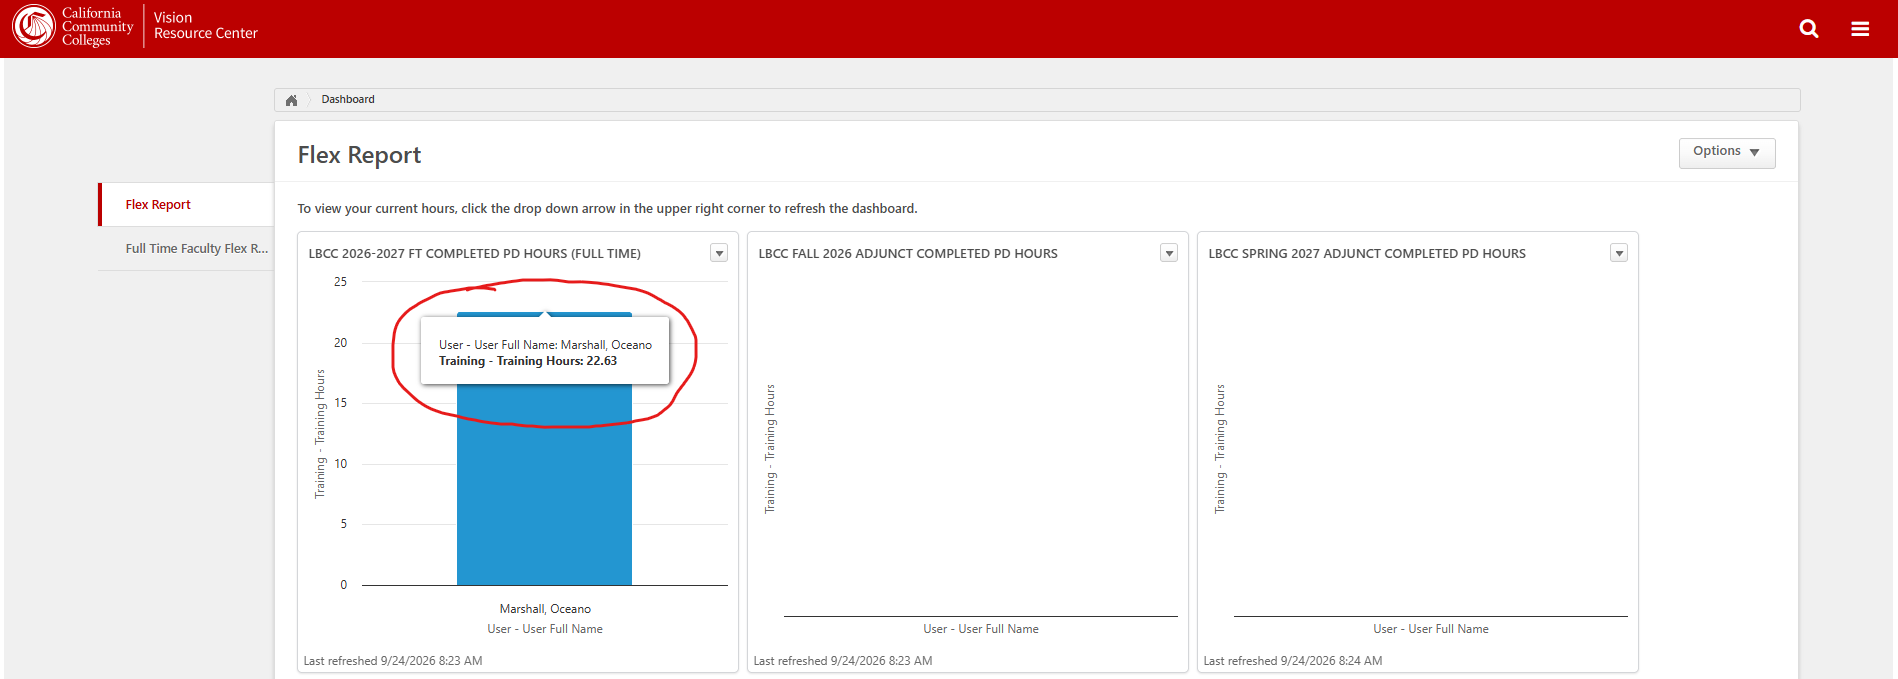 California
Community
Colleges
Vision
Resource Center
Dashboard
Flex Report
Options
Flex Report
Full Time Faculty Flex R...
To view your current hours, click the drop down arrow in the upper right corner to refresh the dashboard.
LBCC 2026-2027 FT COMPLETED PD HOURS (FULL TIME)
25
20
15
10
5
0
Training - Training Hours
User - User Full Name: Marshall, Oceano
Training - Training Hours: 22.63
Marshall, Oceano
User - User Full Name
Last refreshed 9/24/2026 8:23 AM
LBCC FALL 2026 ADJUNCT COMPLETED PD HOURS
Training - Training Hours
User - User Full Name
Last refreshed 9/24/2026 8:23 AM
LBCC SPRING 2027 ADJUNCT COMPLETED PD HOURS
Training - Training Hours
User - User Full Name
Last refreshed 9/24/2026 8:24 AM